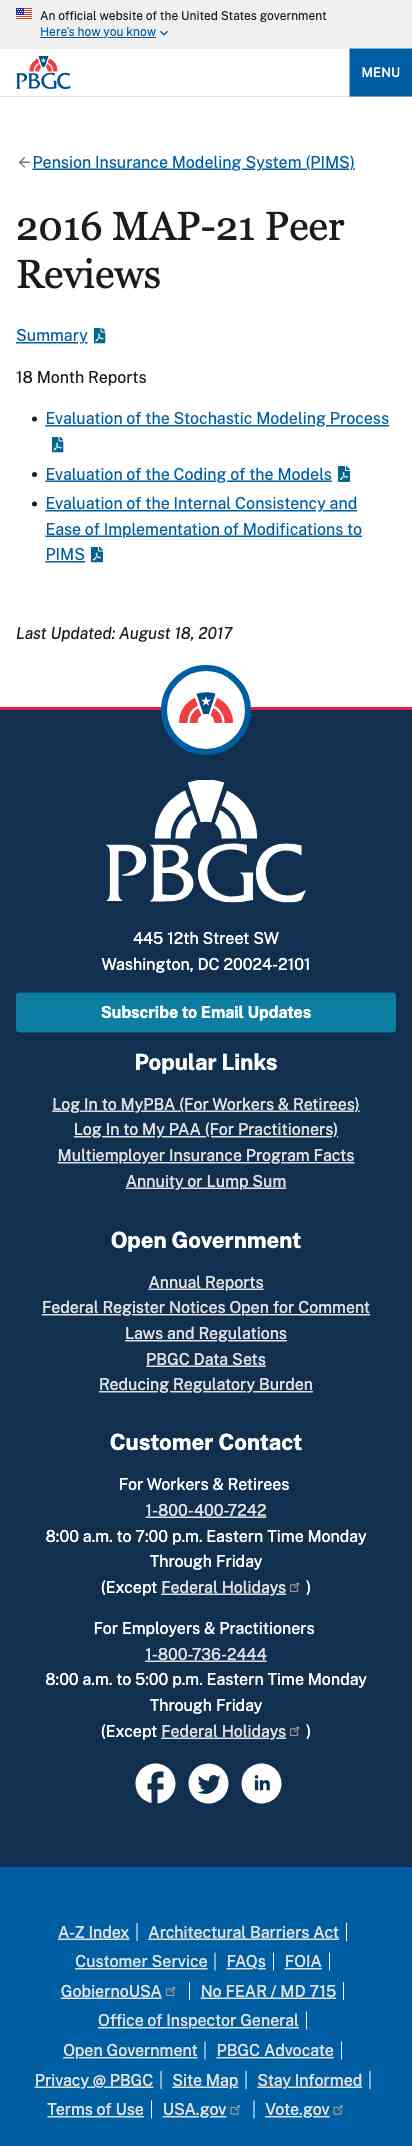 An official website of the United States government
Here's how you know
PBGC
MENU
Pension Insurance Modeling System (PIMS)
2016 MAP-21 Peer
Reviews
Summary
18 Month Reports
• Evaluation of the Stochastic Modeling Process
• Evaluation of the Coding of the Models
• Evaluation of the Internal Consistency and
Ease of Implementation of Modifications to
PIMS
Last Updated: August 18, 2017
PBGC
445 12th Street SW
Washington, DC 20024-2101
Subscribe to Email Updates
Popular Links
Log In to MyPBA (For Workers & Retirees)
Log In to My PAA (For Practitioners)
Multiemployer Insurance Program Facts
Annuity or Lump Sum
Open Government
Annual Reports
Federal Register Notices Open for Comment
Laws and Regulations
PBGC Data Sets
Reducing Regulatory Burden
Customer Contact
For Workers & Retirees
1-800-400-7242
8:00 a.m. to 7:00 p.m. Eastern Time Monday
Through Friday
(Except Federal Holidays )
For Employers & Practitioners
1-800-736-2444
8:00 a.m. to 5:00 p.m. Eastern Time Monday
Through Friday
(Except Federal Holidays )
A-Z Index | Architectural Barriers Act |
Customer Service | FAQs | FOIA |
GobiernoUSA | No FEAR / MD 715 |
Office of Inspector General |
Open Government | PBGC Advocate |
Privacy @ PBGC | Site Map | Stay Informed |
Terms of Use | USA.gov | Vote.gov